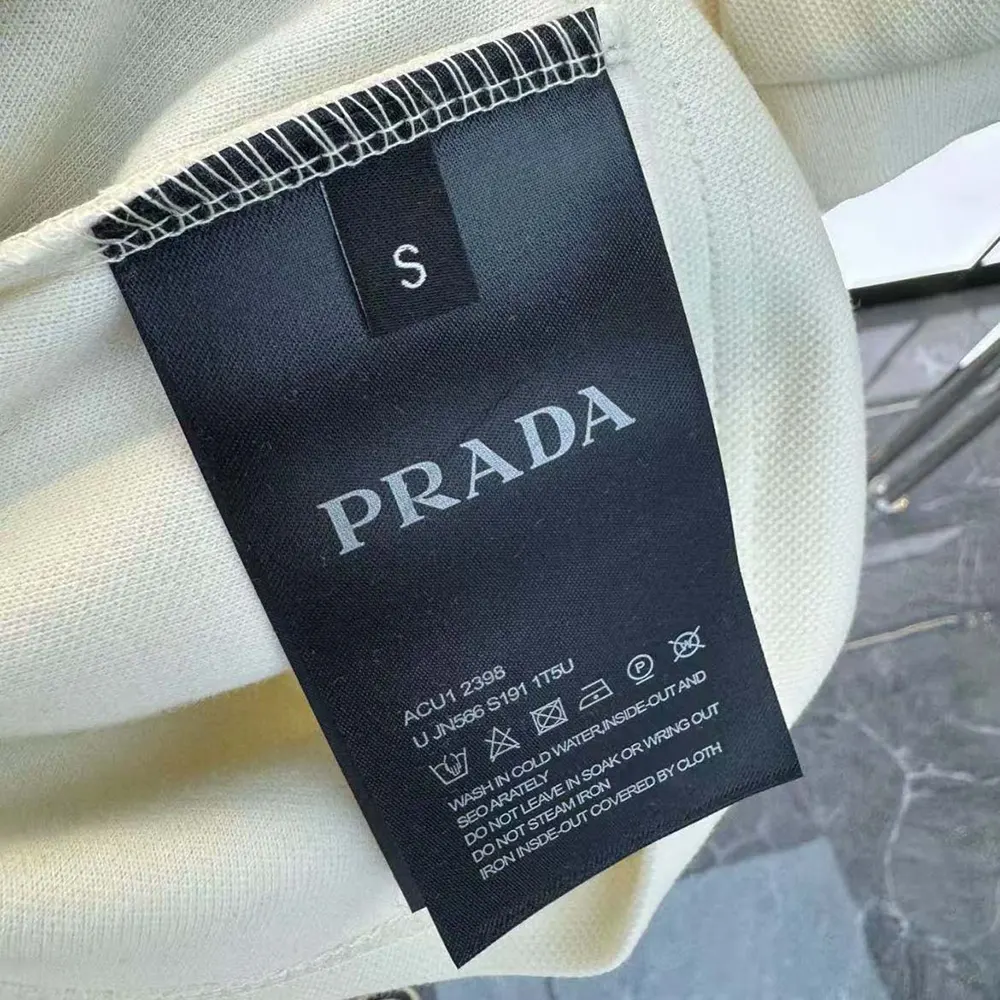 S
PRADA
ACU1 2398
U JN566 S191 1T5U
P W
WASH IN COLD WATER,INSIDE-OUT AND
SEO ARATELY
DO NOT LEAVE IN SOAK OR WRING OUT
DO NOT STEAM IRON
IRON INSDE-OUT COVERED BY CLOTH